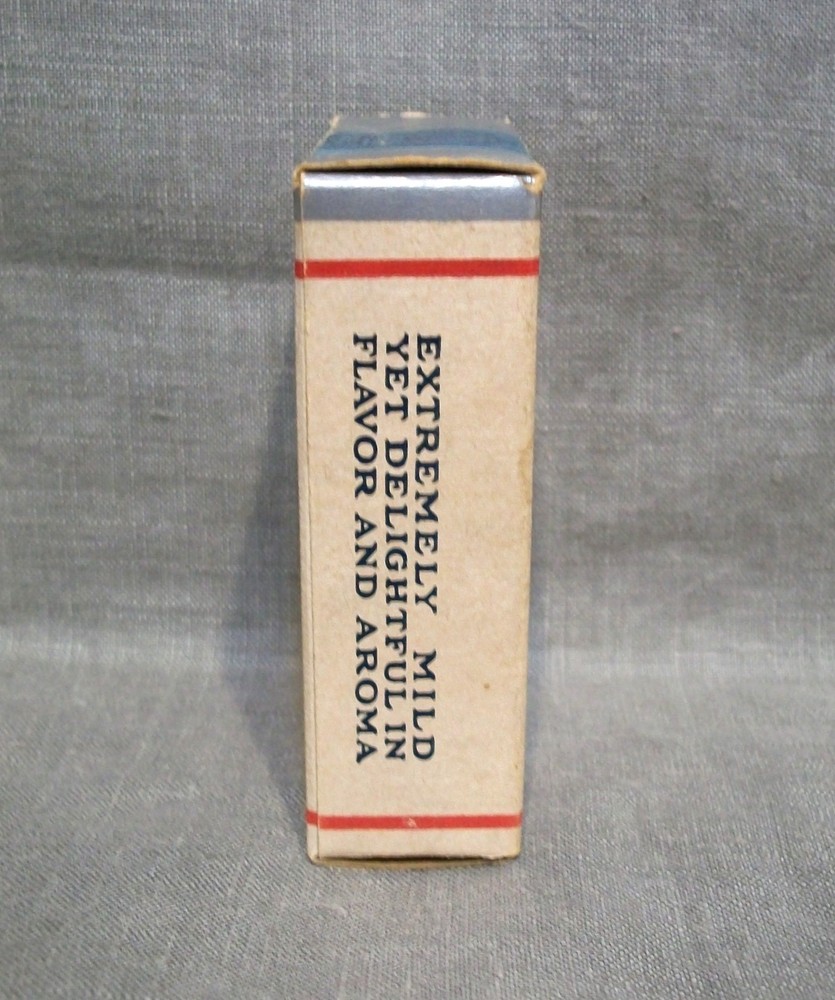 EXTREMELY MILD
YET DELIGHTFUL IN
FLAVOR AND AROMA